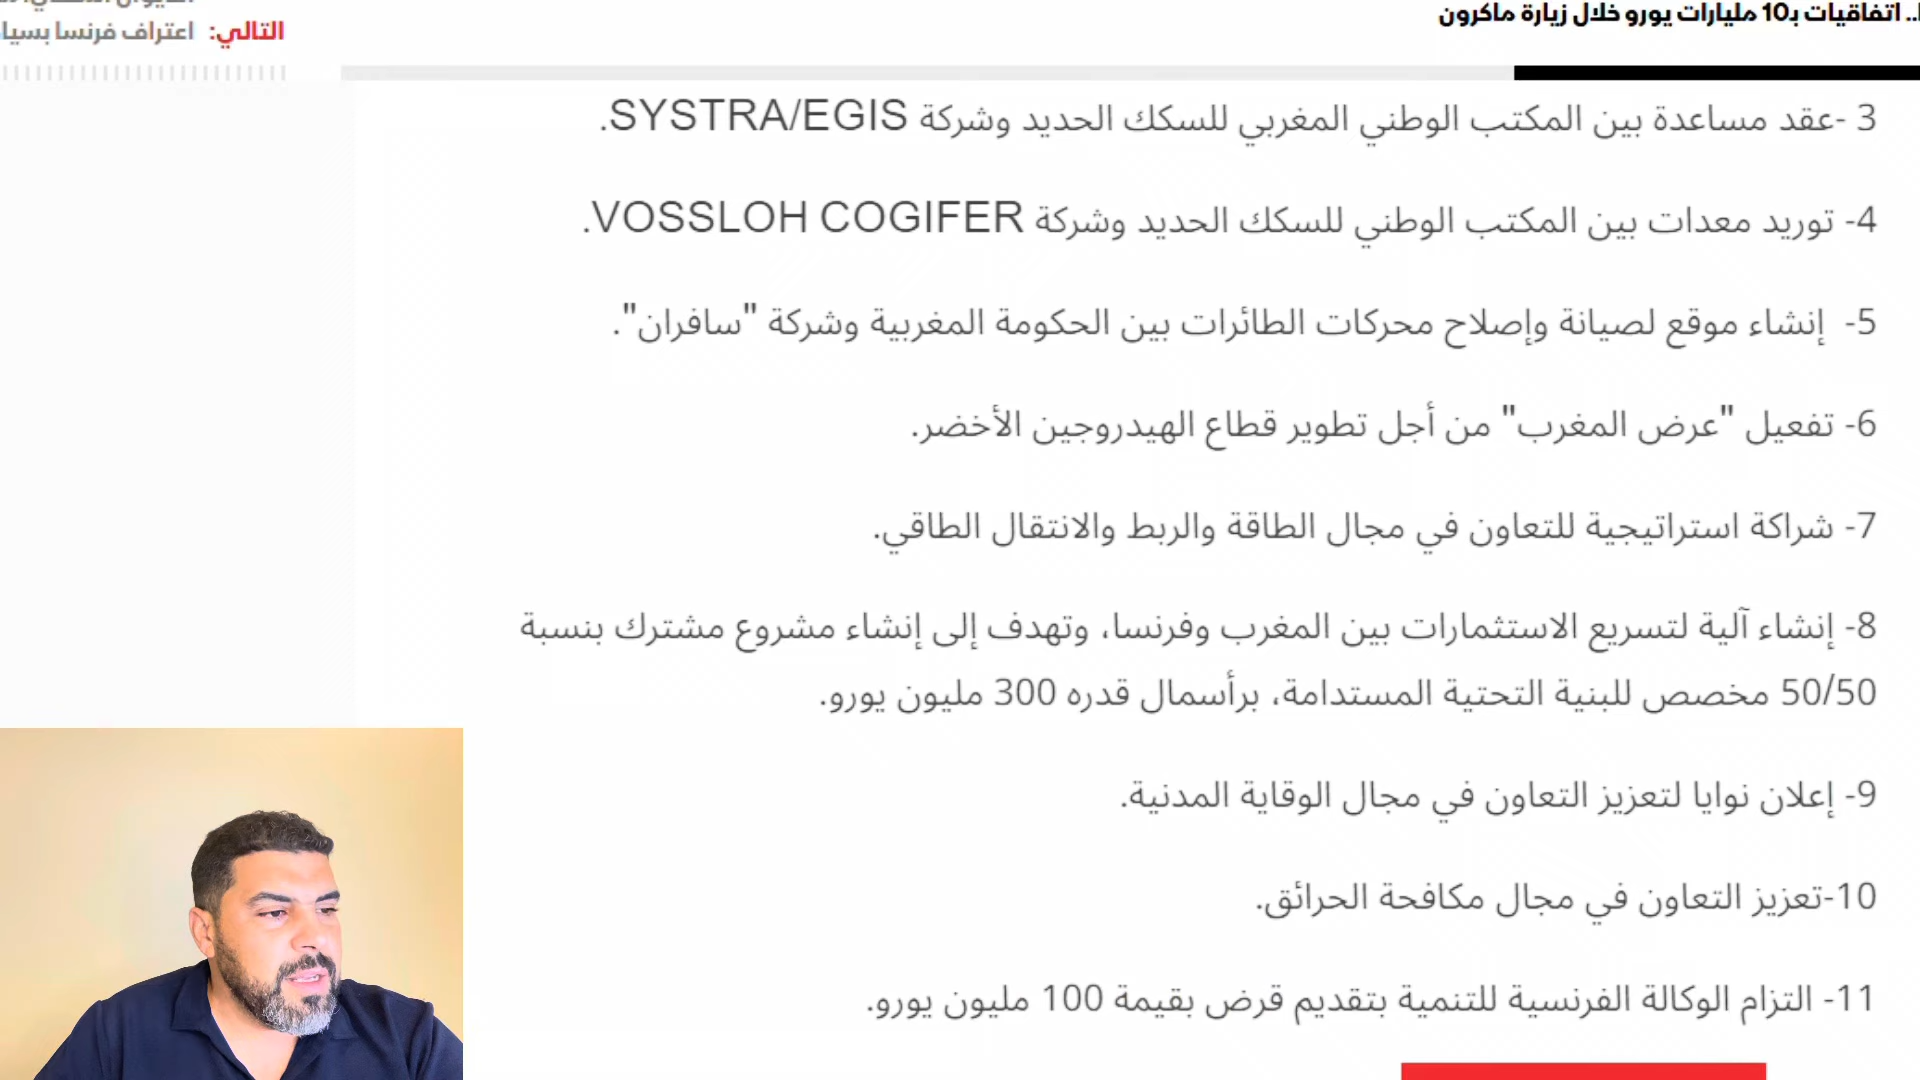 اتفاقيات بـ10 مليارات يورو خلال زيارة ماكرون
التالي: اعتراف فرنسا
3 -عقد مساعدة بين المكتب الوطني المغربي للسكك الحديد وشركة SYSTRA/EGIS.
4- توريد معدات بين المكتب الوطني للسكك الحديد وشركة VOSSLOH COGIFER.
5- إنشاء موقع لصيانة وإصلاح محركات الطائرات بين الحكومة المغربية وشركة "سافران".
6- تفعيل "عرض المغرب" من أجل تطوير قطاع الهيدروجين الأخضر.
7- شراكة استراتيجية للتعاون في مجال الطاقة والربط والانتقال الطاقي.
8- إنشاء آلية لتسريع الاستثمارات بين المغرب وفرنسا، وتهدف إلى إنشاء مشروع مشترك بنسبة
50/50 مخصص للبنية التحتية المستدامة، برأسمال قدره 300 مليون يورو.
9- إعلان نوايا لتعزيز التعاون في مجال الوقاية المدنية.
10-تعزيز التعاون في مجال مكافحة الحرائق.
11- التزام الوكالة الفرنسية للتنمية بتقديم قرض بقيمة 100 مليون يورو.